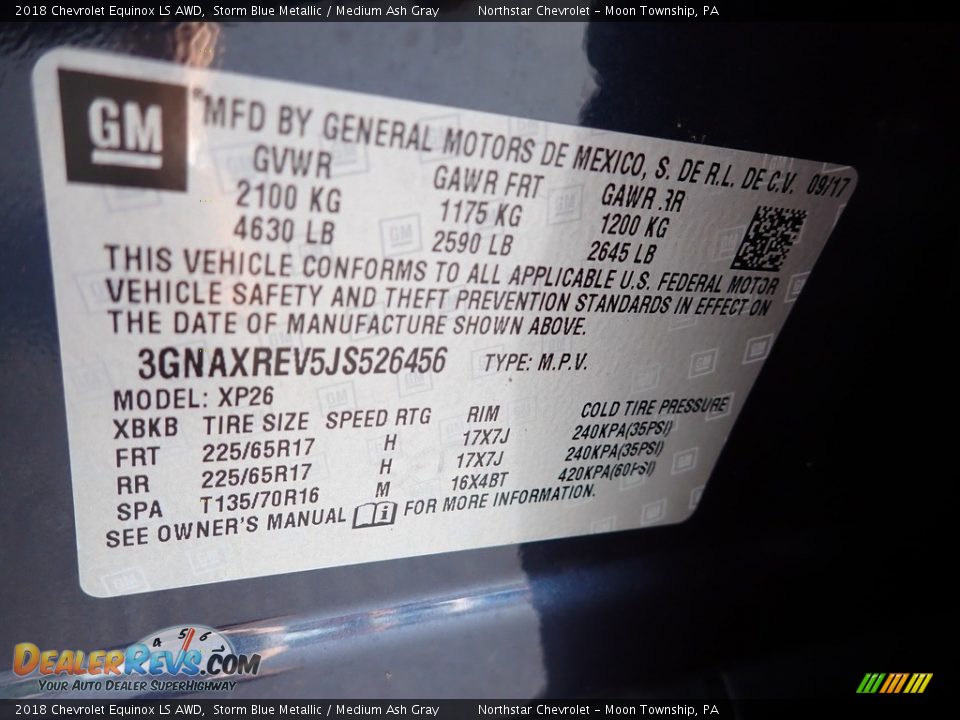 2018 Chevrolet Equinox LS AWD, Storm Blue Metallic / Medium Ash Gray Northstar Chevrolet - Moon Township, PA
GM
MFD BY GENERAL MOTORS DE MEXICO, S. DE R.L. DE C.V. 09/17
GVWR GAWR FRT GAWR RR
2100 KG 1175 KG 1200 KG
4630 LB 2590 LB 2645 LB
THIS VEHICLE CONFORMS TO ALL APPLICABLE U.S. FEDERAL MOTOR
VEHICLE SAFETY AND THEFT PREVENTION STANDARDS IN EFFECT ON
THE DATE OF MANUFACTURE SHOWN ABOVE.
3GNAXREV5JS526456 TYPE: M.P.V.
MODEL: XP26
XBKB TIRE SIZE SPEED RTG RIM COLD TIRE PRESSURE
FRT 225/65R17 H 17X7J 240KPA(35PSI)
RR 225/65R17 H 17X7J 240KPA(35PSI)
SPA T135/70R16 M 16X4BT 420KPA(60PSI)
SEE OWNER'S MANUAL i FOR MORE INFORMATION.
4 5 6 7
DEALERREVS.COM
YOUR AUTO DEALER SUPERHIGHWAY
2018 Chevrolet Equinox LS AWD, Storm Blue Metallic / Medium Ash Gray Northstar Chevrolet - Moon Township, PA